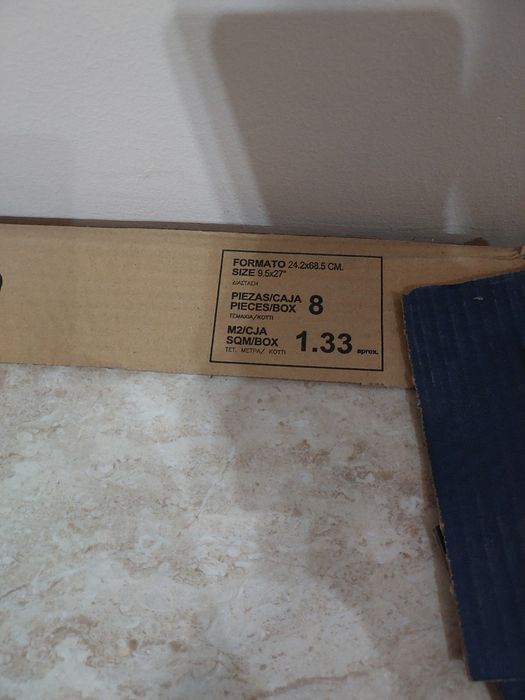 FORMATO 24.2x68.5 CM.
SIZE 9.5x27"
ΔΙΑΣΤΑΣΗ
PIEZAS/CAJA 8
PIECES/BOX
ΤΕΜΑΧΙΑ/ΚΟΥΤΙ
M2/CJA 1.33 aprox.
SQM/BOX
ΤΕΤ. ΜΕΤΡΑ/ ΚΟΥΤΙ